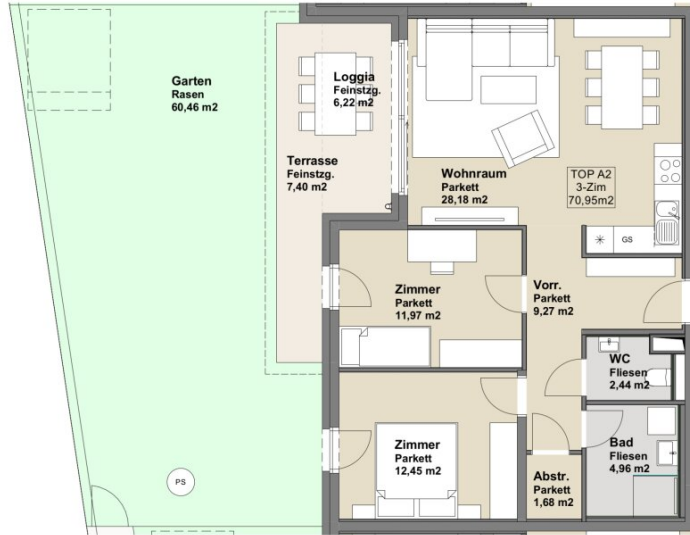 Garten
Rasen
60,46 m2
Loggia
Feinstzg.
6,22 m2
Terrasse
Feinstzg.
7,40 m2
Wohnraum
Parkett
28,18 m2
TOP A2
3-Zim
70,95m2
GS
Zimmer
Parkett
11,97 m2
Vorr.
Parkett
9,27 m2
WC
Fliesen
2,44 m2
Zimmer
Parkett
12,45 m2
Abstr.
Parkett
1,68 m2
Bad
Fliesen
4,96 m2
PS